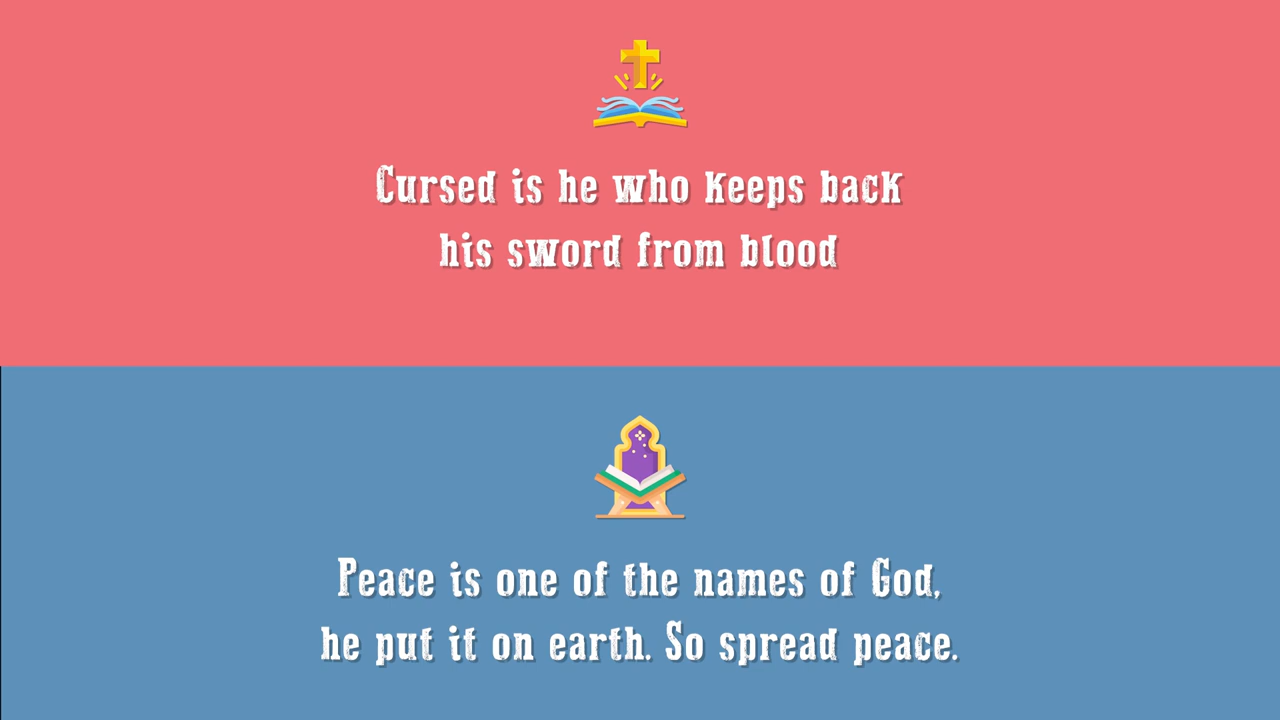 Cursed is he who keeps back
his sword from blood
Peace is one of the names of God,
he put it on earth. So spread peace.